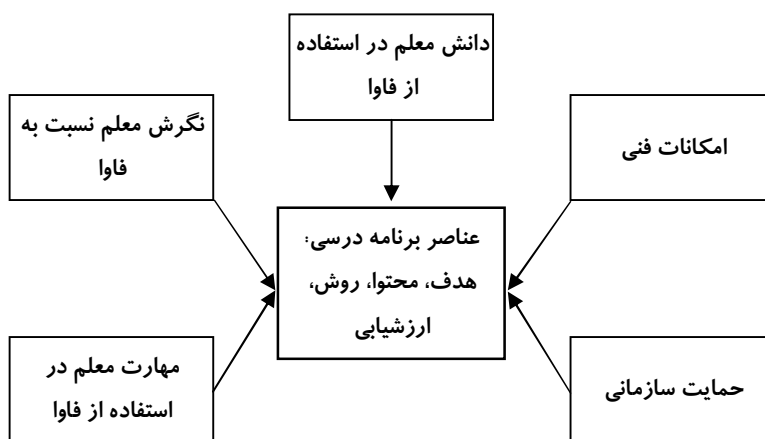 دانش معلم در استفاده
از فاوا
نگرش معلم نسبت به
فاوا
امکانات فنی
عناصر برنامه درسی:
هدف، محتوا، روش،
ارزشیابی
مهارت معلم در
استفاده از فاوا
حمایت سازمانی